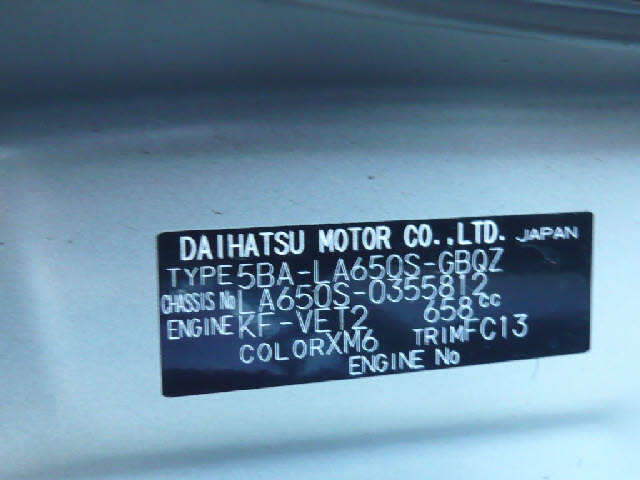 DAIHATSU MOTOR CO.,LTD. JAPAN
TYPE 5BA-LA650S-GBQZ
CHASSIS No LA650S-0355812
ENGINE KF-VET2 658cc
COLOR XM6 TRIM FC13
ENGINE No